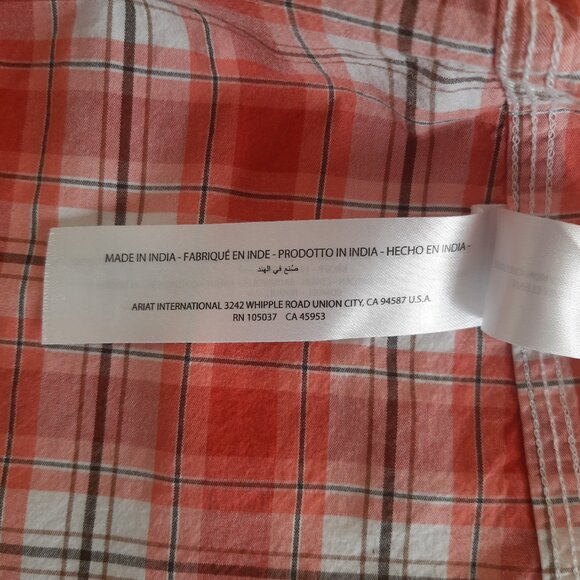 MADE IN INDIA - FABRIQUÉ EN INDE - PRODOTTO IN INDIA - HECHO EN INDIA -
صُنع في الهند
ARIAT INTERNATIONAL 3242 WHIPPLE ROAD UNION CITY, CA 94587 U.S.A.
RN 105037 CA 45953